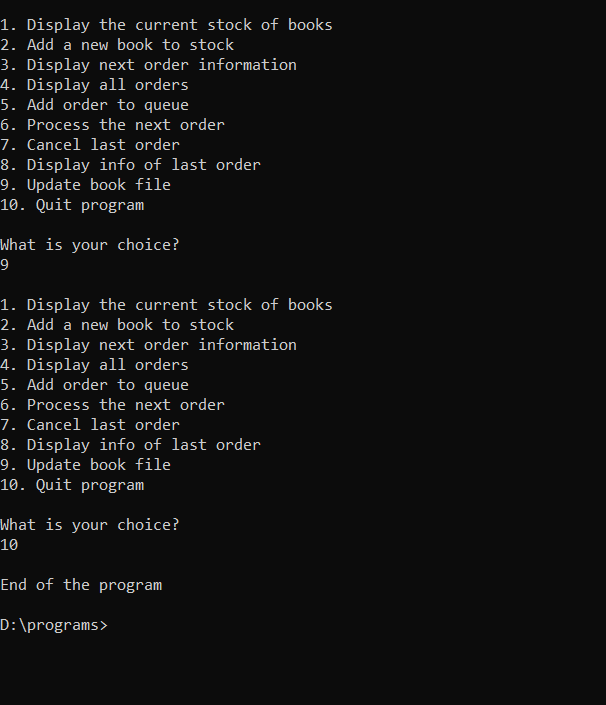 1. Display the current stock of books
2. Add a new book to stock
3. Display next order information
4. Display all orders
5. Add order to queue
6. Process the next order
7. Cancel last order
8. Display info of last order
9. Update book file
10. Quit program
What is your choice?
9
1. Display the current stock of books
2. Add a new book to stock
3. Display next order information
4. Display all orders
5. Add order to queue
6. Process the next order
7. Cancel last order
8. Display info of last order
9. Update book file
10. Quit program
What is your choice?
10
End of the program
D:\programs>